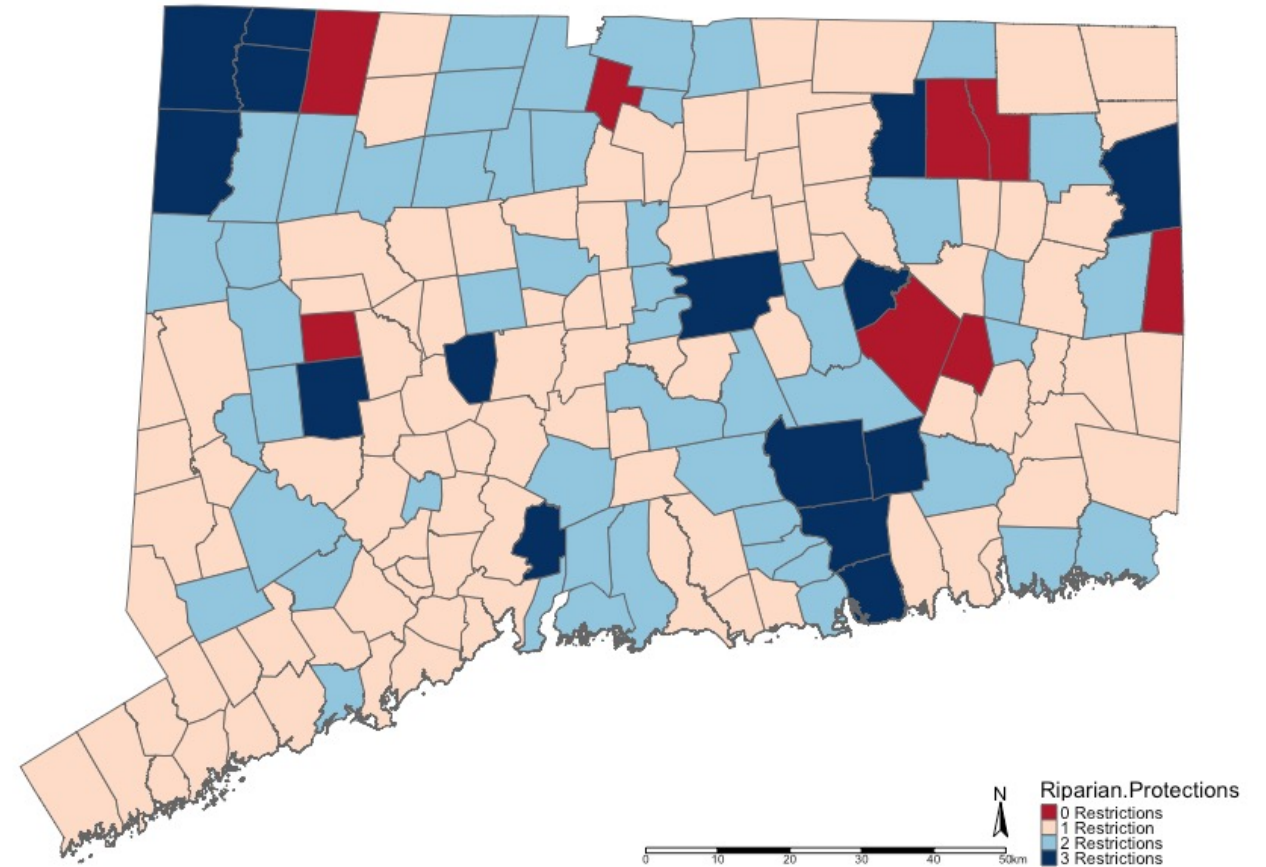 N
Riparian.Protections
0 Restrictions
1 Restriction
2 Restrictions
3 Restrictions
0 10 20 30 40 50km